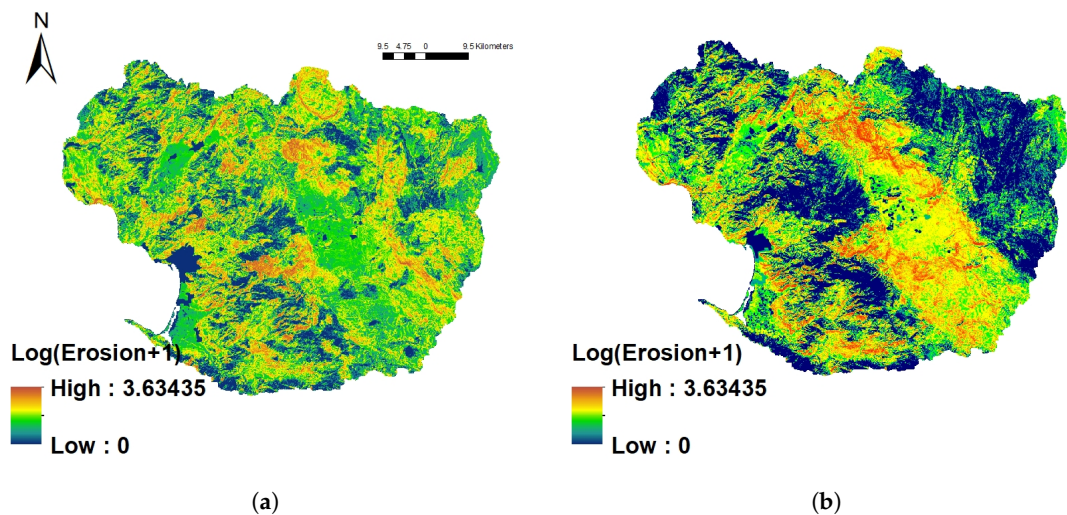 N
9.5 4.75 0 9.5 Kilometers
Log(Erosion+1)
High : 3.63435
Low : 0
(a)
Log(Erosion+1)
High : 3.63435
Low : 0
(b)